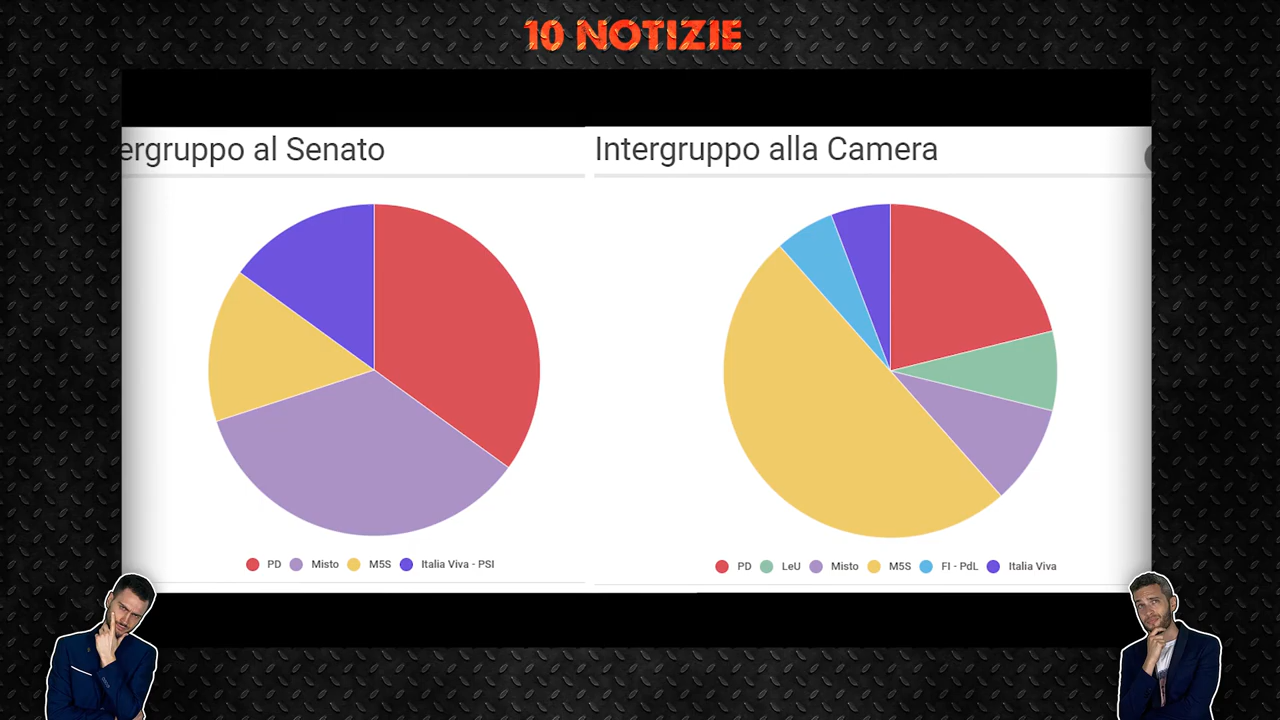 10 NOTIZIE
ergruppo al Senato
Intergruppo alla Camera
PD Misto M5S Italia Viva - PSI
PD LeU Misto M5S FI - PdL Italia Viva